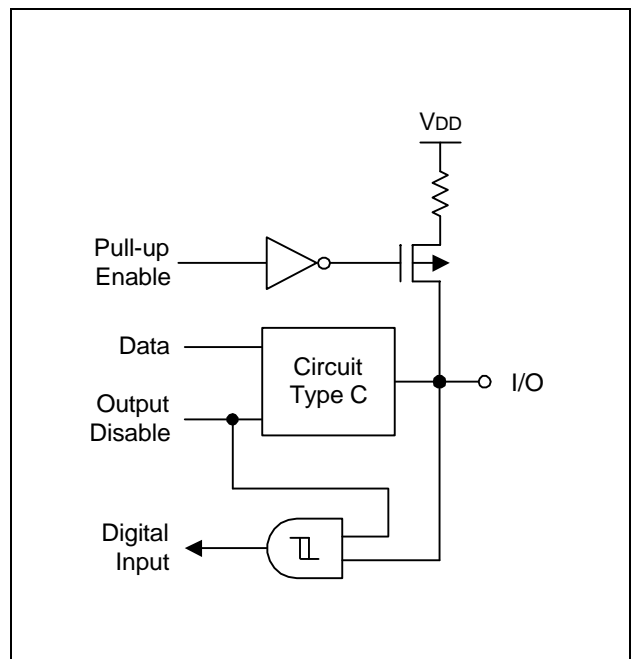 VDD
Pull-up
Enable
Data
Circuit
Type C
I/O
Output
Disable
Digital
Input